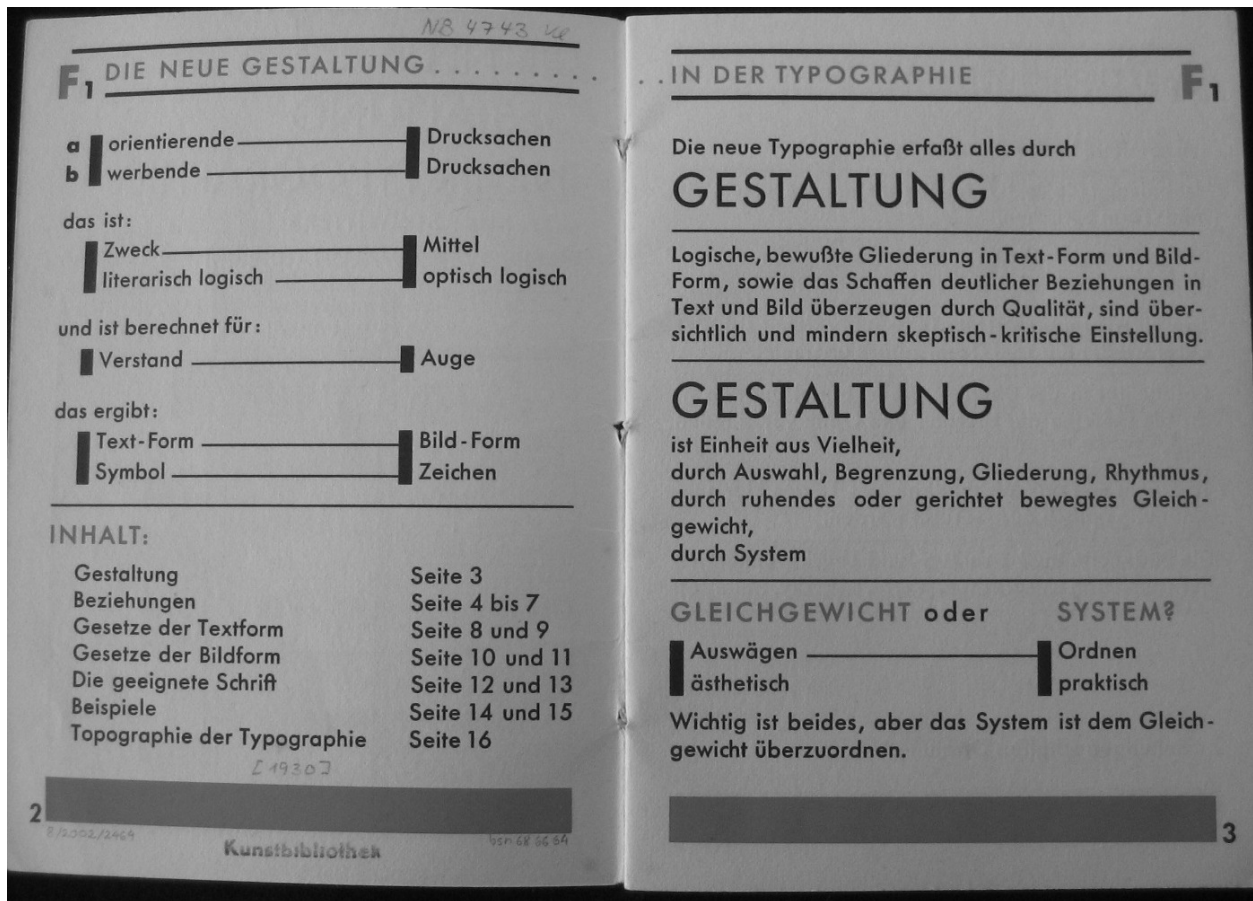 NB 4743
F1 DIE NEUE GESTALTUNG . . . . . . . . .
a orientierende Drucksachen
b werbende Drucksachen
das ist:
Zweck Mittel
literarisch logisch optisch logisch
und ist berechnet für:
Verstand Auge
das ergibt:
Text-Form Bild-Form
Symbol Zeichen
INHALT:
Gestaltung Seite 3
Beziehungen Seite 4 bis 7
Gesetze der Textform Seite 8 und 9
Gesetze der Bildform Seite 10 und 11
Die geeignete Schrift Seite 12 und 13
Beispiele Seite 14 und 15
Topographie der Typographie Seite 16
[1930]
2
B/2002/2469 bsn 68 66 64
Kunstbibliothek
. . IN DER TYPOGRAPHIE F1
Die neue Typographie erfaßt alles durch
GESTALTUNG
Logische, bewußte Gliederung in Text-Form und Bild-
Form, sowie das Schaffen deutlicher Beziehungen in
Text und Bild überzeugen durch Qualität, sind über-
sichtlich und mindern skeptisch-kritische Einstellung.
GESTALTUNG
ist Einheit aus Vielheit,
durch Auswahl, Begrenzung, Gliederung, Rhythmus,
durch ruhendes oder gerichtet bewegtes Gleich-
gewicht,
durch System
GLEICHGEWICHT oder SYSTEM?
Auswägen Ordnen
ästhetisch praktisch
Wichtig ist beides, aber das System ist dem Gleich-
gewicht überzuordnen.
3